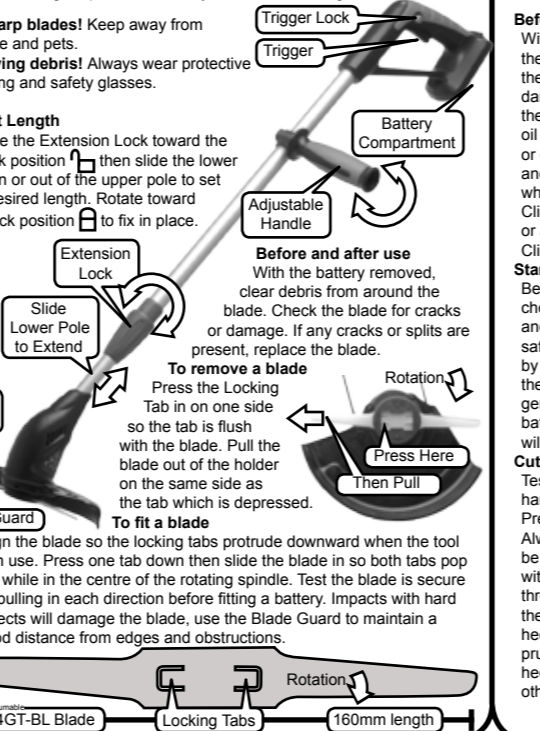 Trigger Lock
arp blades! Keep away from
e and pets.
ing debris! Always wear protective
ng and safety glasses.
Trigger
Battery
Compartment
t Length
e the Extension Lock toward the
k position then slide the lower
n or out of the upper pole to set
esired length. Rotate toward
ck position to fix in place.
Adjustable
Handle
Extension
Lock
Slide
Lower Pole
to Extend
Before and after use
With the battery removed,
clear debris from around the
blade. Check the blade for cracks
or damage. If any cracks or splits are
present, replace the blade.
To remove a blade
Press the Locking
Tab in on one side
so the tab is flush
with the blade. Pull the
blade out of the holder
on the same side as
the tab which is depressed.
Rotation
Press Here
Then Pull
Guard
To fit a blade
gn the blade so the locking tabs protrude downward when the tool
n use. Press one tab down then slide the blade in so both tabs pop
while in the centre of the rotating spindle. Test the blade is secure
pulling in each direction before fitting a battery. Impacts with hard
ects will damage the blade, use the Blade Guard to maintain a
od distance from edges and obstructions.
Rotation
umable
4GT-BL Blade
Locking Tabs
160mm length
Bef
Wi
the
the
dar
the
oil
or
and
wh
Cli
or
Cli
Star
Be
che
and
saf
by
the
gen
bat
will
Cut
Tes
har
Pre
Alw
be
with
thr
the
hec
pru
hec
oth